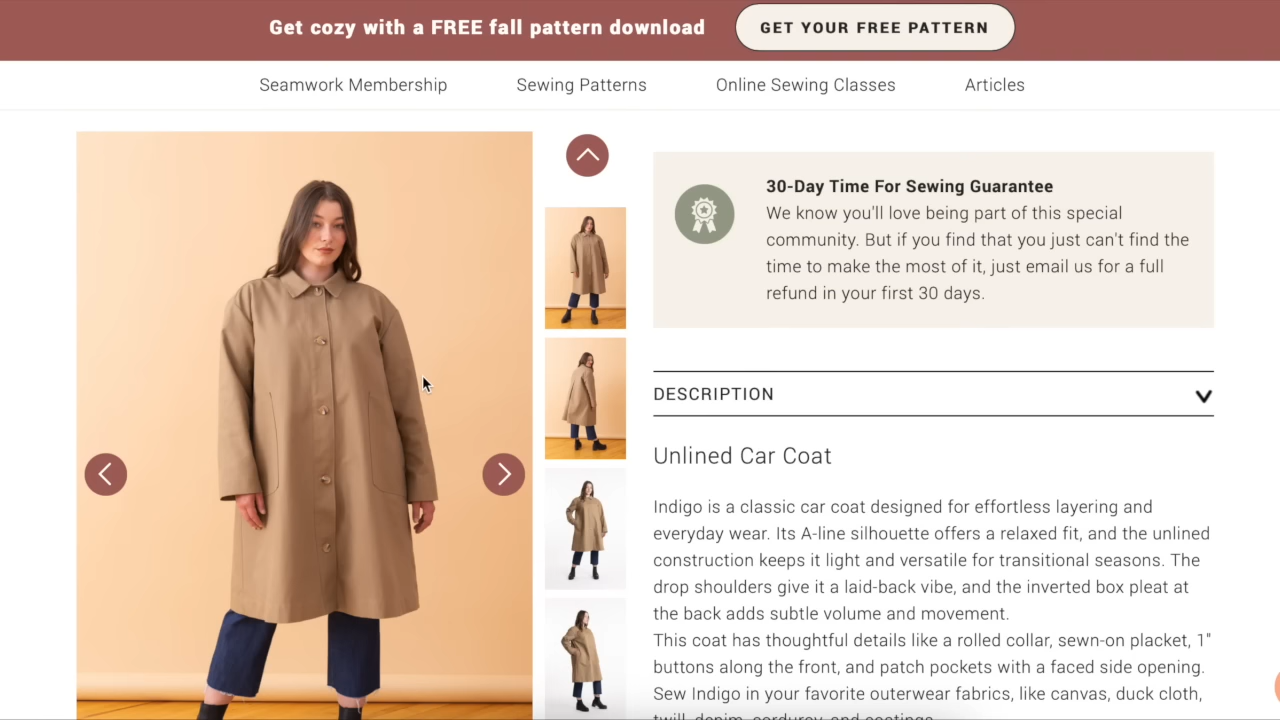 Get cozy with a FREE fall pattern download
GET YOUR FREE PATTERN
Seamwork Membership
Sewing Patterns
Online Sewing Classes
Articles
30-Day Time For Sewing Guarantee
We know you'll love being part of this special
community. But if you find that you just can't find the
time to make the most of it, just email us for a full
refund in your first 30 days.
DESCRIPTION
Unlined Car Coat
Indigo is a classic car coat designed for effortless layering and
everyday wear. Its A-line silhouette offers a relaxed fit, and the unlined
construction keeps it light and versatile for transitional seasons. The
drop shoulders give it a laid-back vibe, and the inverted box pleat at
the back adds subtle volume and movement.
This coat has thoughtful details like a rolled collar, sewn-on placket, 1"
buttons along the front, and patch pockets with a faced side opening.
Sew Indigo in your favorite outerwear fabrics, like canvas, duck cloth,
twill, denim, corduroy, and coatings.